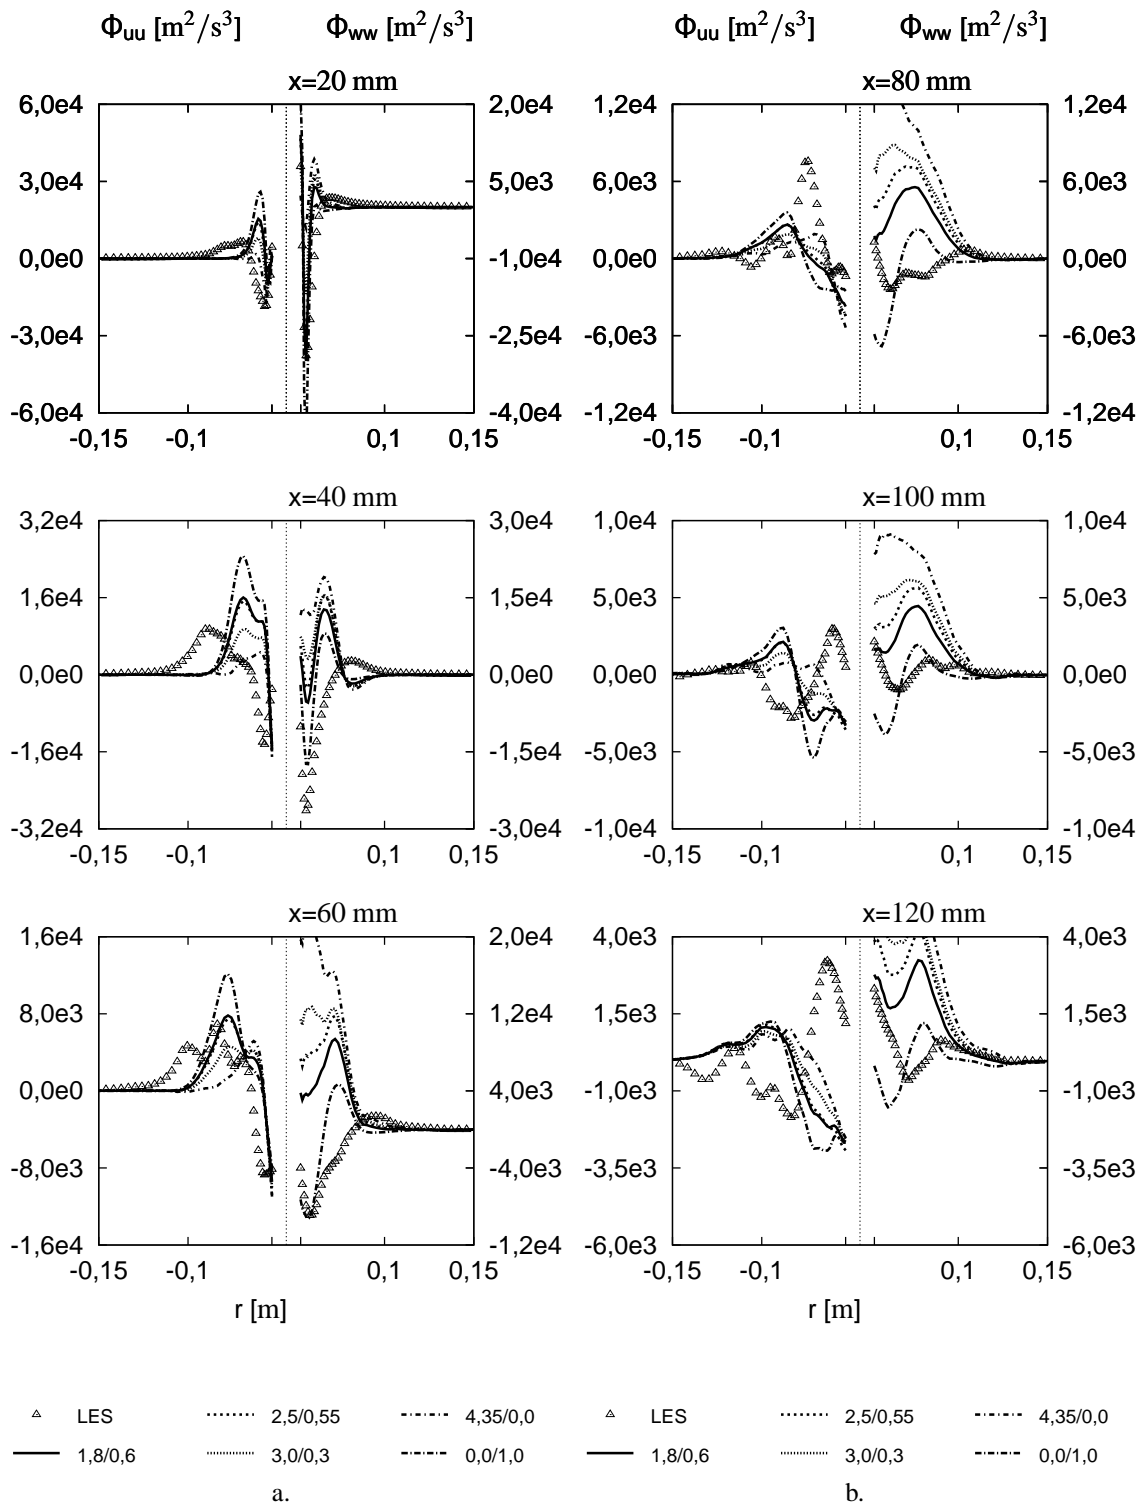 Φuu [m²/s³] Φww [m²/s³] Φuu [m²/s³] Φww [m²/s³]
x=20 mm x=80 mm
6,0e4 2,0e4 1,2e4 1,2e4
3,0e4 5,0e3 6,0e3 6,0e3
0,0e0 -1,0e4 0,0e0 0,0e0
-3,0e4 -2,5e4 -6,0e3 -6,0e3
-6,0e4 -4,0e4 -1,2e4 -1,2e4
-0,15 -0,1 0,1 0,15 -0,15 -0,1 0,1 0,15
x=40 mm x=100 mm
3,2e4 3,0e4 1,0e4 1,0e4
1,6e4 1,5e4 5,0e3 5,0e3
0,0e0 0,0e0 0,0e0 0,0e0
-1,6e4 -1,5e4 -5,0e3 -5,0e3
-3,2e4 -3,0e4 -1,0e4 -1,0e4
-0,15 -0,1 0,1 0,15 -0,15 -0,1 0,1 0,15
x=60 mm x=120 mm
1,6e4 2,0e4 4,0e3 4,0e3
8,0e3 1,2e4 1,5e3 1,5e3
0,0e0 4,0e3 -1,0e3 -1,0e3
-8,0e3 -4,0e3 -3,5e3 -3,5e3
-1,6e4 -1,2e4 -6,0e3 -6,0e3
-0,15 -0,1 0,1 0,15 -0,15 -0,1 0,1 0,15
r [m] r [m]
LES 2,5/0,55 4,35/0,0 LES 2,5/0,55 4,35/0,0
1,8/0,6 3,0/0,3 0,0/1,0 1,8/0,6 3,0/0,3 0,0/1,0
a. b.